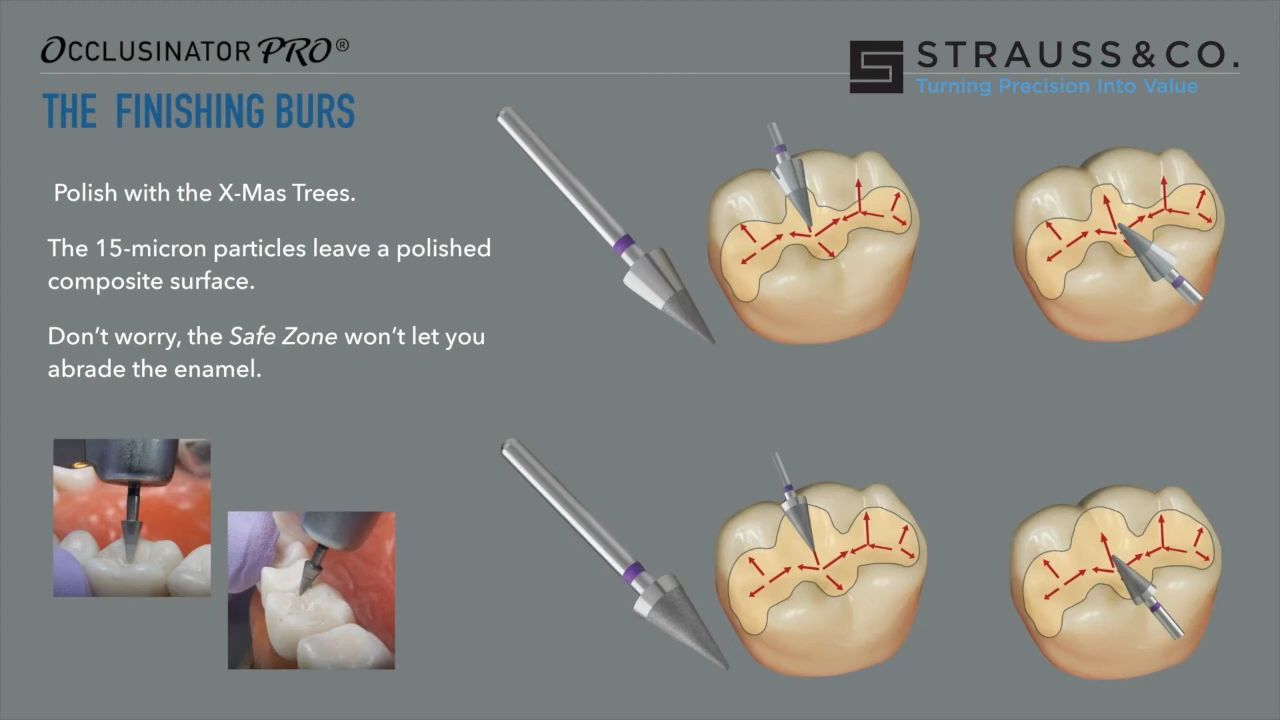 OCCLUSINATOR PRO®
STRAUSS&CO.
Turning Precision Into Value
THE FINISHING BURS
Polish with the X-Mas Trees.
The 15-micron particles leave a polished
composite surface.
Don’t worry, the Safe Zone won’t let you
abrade the enamel.